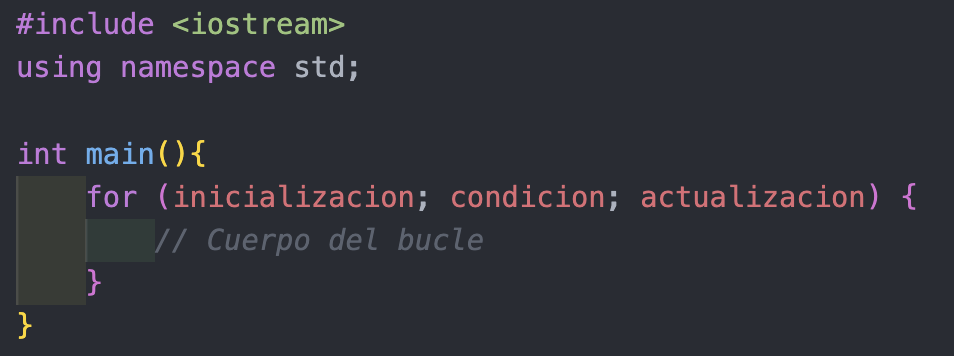 #include <iostream>
using namespace std;
int main(){
for (inicializacion; condicion; actualizacion) {
// Cuerpo del bucle
}
}